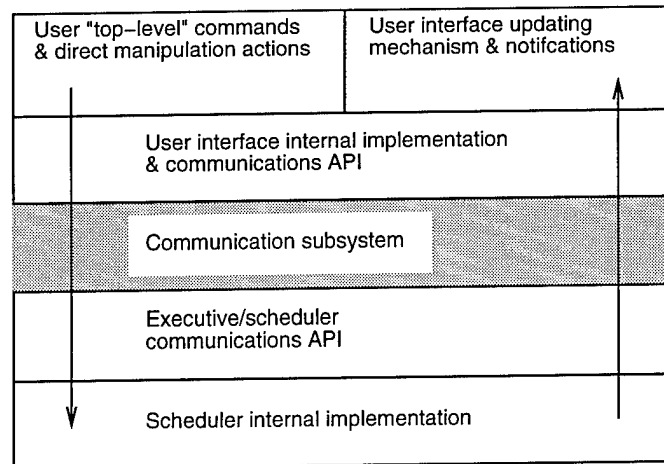 User "top-level" commands
& direct manipulation actions
User interface updating
mechanism & notifcations
User interface internal implementation
& communications API
Communication subsystem
Executive/scheduler
communications API
Scheduler internal implementation